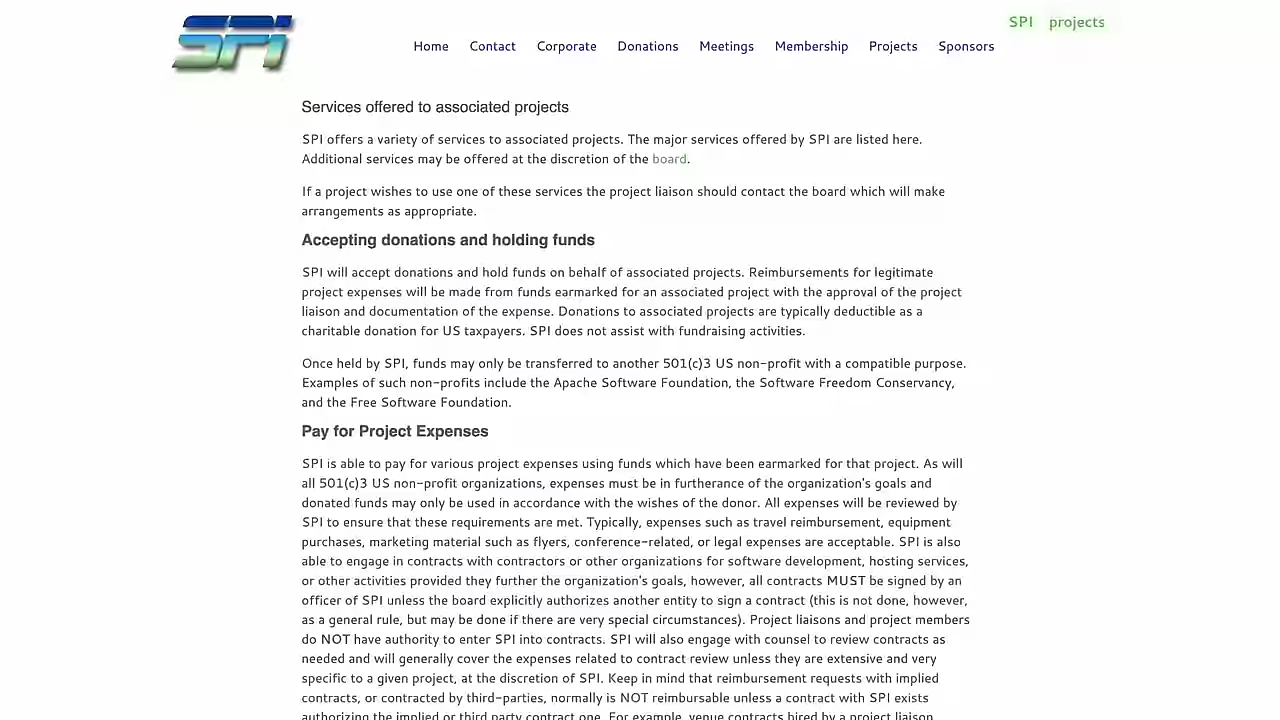 SPI
SPI projects
Home Contact Corporate Donations Meetings Membership Projects Sponsors
Services offered to associated projects
SPI offers a variety of services to associated projects. The major services offered by SPI are listed here.
Additional services may be offered at the discretion of the board.
If a project wishes to use one of these services the project liaison should contact the board which will make
arrangements as appropriate.
Accepting donations and holding funds
SPI will accept donations and hold funds on behalf of associated projects. Reimbursements for legitimate
project expenses will be made from funds earmarked for an associated project with the approval of the project
liaison and documentation of the expense. Donations to associated projects are typically deductible as a
charitable donation for US taxpayers. SPI does not assist with fundraising activities.
Once held by SPI, funds may only be transferred to another 501(c)3 US non-profit with a compatible purpose.
Examples of such non-profits include the Apache Software Foundation, the Software Freedom Conservancy,
and the Free Software Foundation.
Pay for Project Expenses
SPI is able to pay for various project expenses using funds which have been earmarked for that project. As will
all 501(c)3 US non-profit organizations, expenses must be in furtherance of the organization's goals and
donated funds may only be used in accordance with the wishes of the donor. All expenses will be reviewed by
SPI to ensure that these requirements are met. Typically, expenses such as travel reimbursement, equipment
purchases, marketing material such as flyers, conference-related, or legal expenses are acceptable. SPI is also
able to engage in contracts with contractors or other organizations for software development, hosting services,
or other activities provided they further the organization's goals, however, all contracts MUST be signed by an
officer of SPI unless the board explicitly authorizes another entity to sign a contract (this is not done, however,
as a general rule, but may be done if there are very special circumstances). Project liaisons and project members
do NOT have authority to enter SPI into contracts. SPI will also engage with counsel to review contracts as
needed and will generally cover the expenses related to contract review unless they are extensive and very
specific to a given project, at the discretion of SPI. Keep in mind that reimbursement requests with implied
contracts, or contracted by third-parties, normally is NOT reimbursable unless a contract with SPI exists
authorizing the implied or third party contract one. For example, venue contracts hired by a project liaison